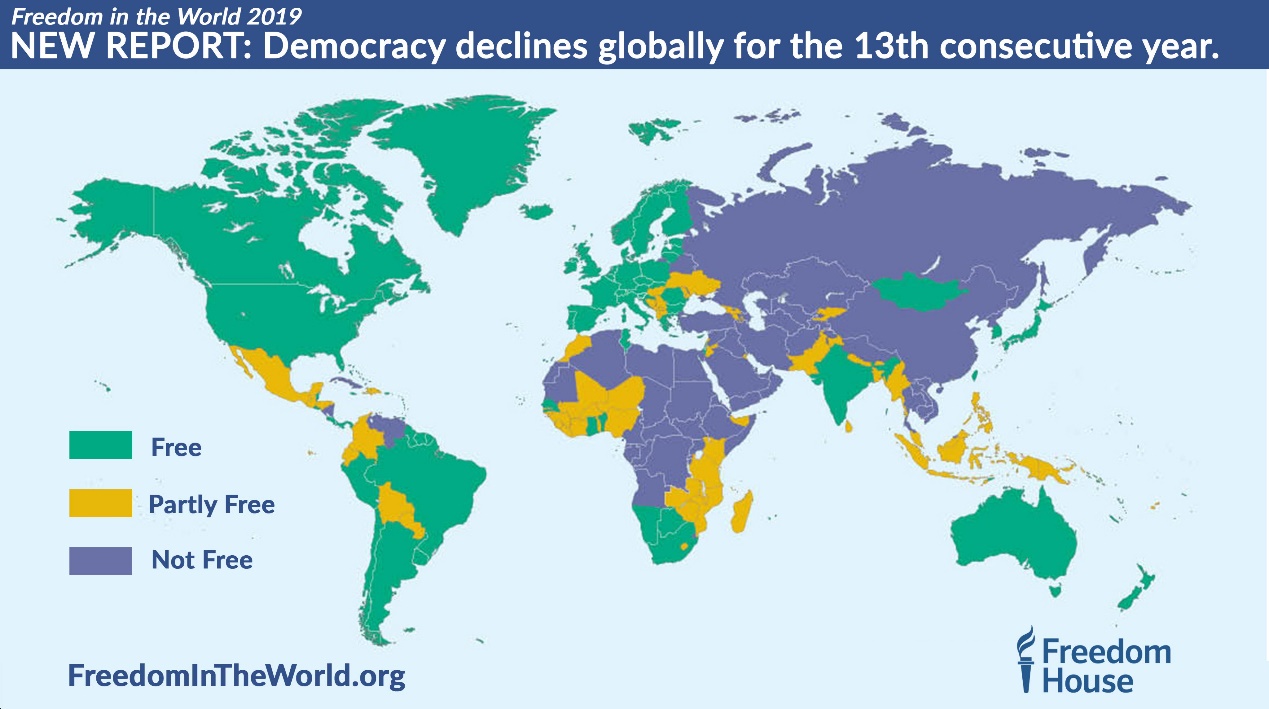 Freedom in the World 2019
NEW REPORT: Democracy declines globally for the 13th consecutive year.
Free
Partly Free
Not Free
FreedomInTheWorld.org
Freedom
House